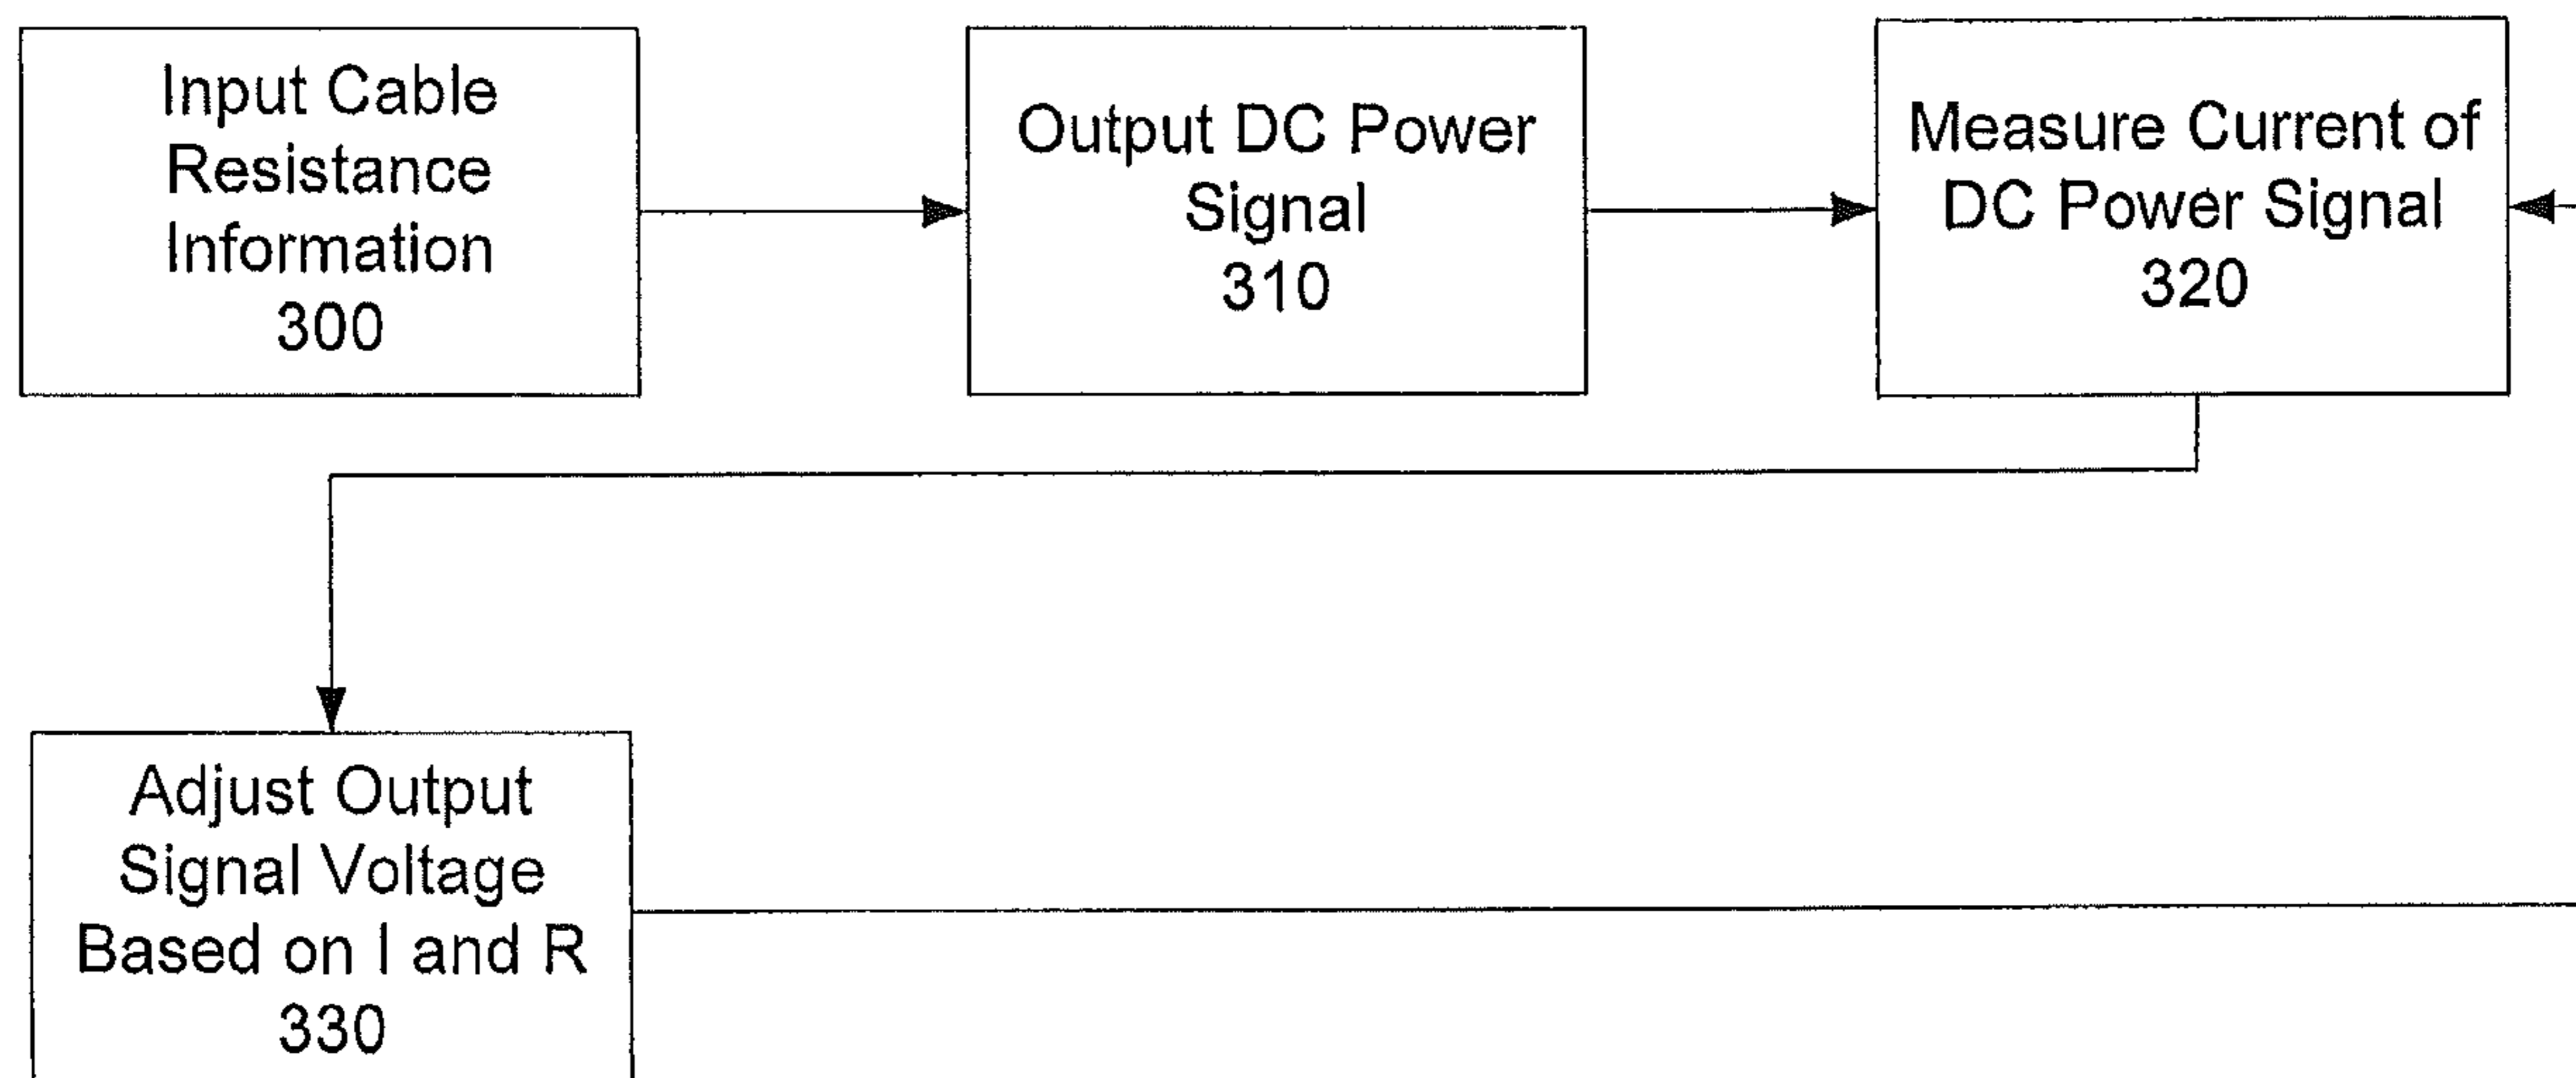 Input Cable
Resistance
Information
300
Output DC Power
Signal
310
Measure Current of
DC Power Signal
320
Adjust Output
Signal Voltage
Based on I and R
330